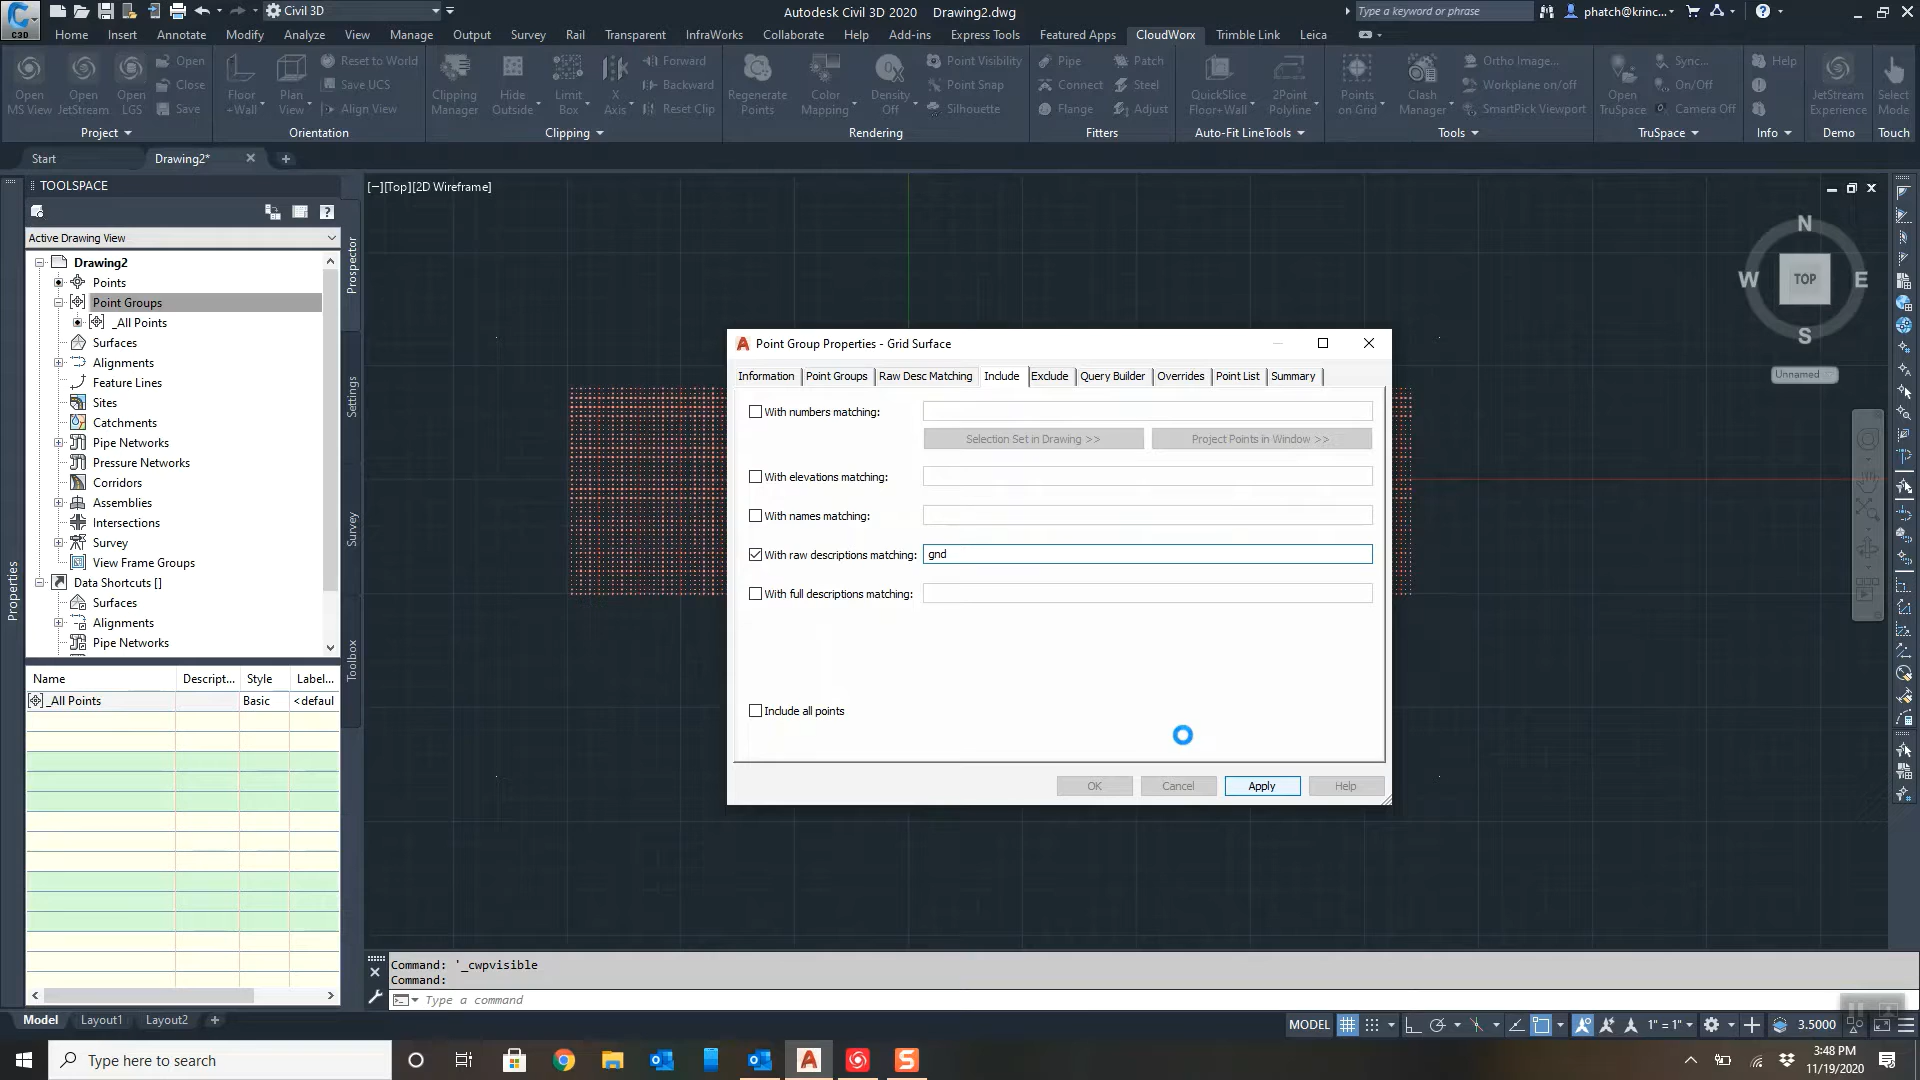 C3D
Civil 3D
Autodesk Civil 3D 2020 Drawing2.dwg
Type a keyword or phrase
phatch@krinc...
Home Insert Annotate Modify Analyze View Manage Output Survey Rail Transparent InfraWorks Collaborate Help Add-ins Express Tools Featured Apps CloudWorx Trimble Link Leica
Open MS View
Open JetStream
Open LGS
Open
Close
Save
Project
Floor +Wall
Plan View
Reset to World
Save UCS
Align View
Orientation
Clipping Manager
Hide Outside
Limit Box
X Axis
Forward
Backward
Reset Clip
Clipping
Regenerate Points
Color Mapping
Density Off
Point Visibility
Point Snap
Silhouette
Rendering
Pipe
Connect
Flange
Patch
Steel
Adjust
Fitters
QuickSlice Floor+Wall
2Point Polyline
Auto-Fit LineTools
Points on Grid
Clash Manager
Ortho Image...
Workplane on/off
SmartPick Viewport
Tools
Open TruSpace
Sync...
On/Off
Camera Off
TruSpace
Help
Info
JetStream Experience
Demo
Select Mode
Touch
Start
Drawing2*
TOOLSPACE
Active Drawing View
Drawing2
Points
Point Groups
_All Points
Surfaces
Alignments
Feature Lines
Sites
Catchments
Pipe Networks
Pressure Networks
Corridors
Assemblies
Intersections
Survey
View Frame Groups
Data Shortcuts []
Surfaces
Alignments
Pipe Networks
Prospector
Settings
Survey
Toolbox
Properties
Name Descript... Style Label...
_All Points Basic <defaul
[−][Top][2D Wireframe]
N
W
TOP
E
S
Unnamed
Point Group Properties - Grid Surface
Information Point Groups Raw Desc Matching Include Exclude Query Builder Overrides Point List Summary
With numbers matching:
Selection Set in Drawing >> Project Points in Window >>
With elevations matching:
With names matching:
With raw descriptions matching: gnd
With full descriptions matching:
Include all points
OK Cancel Apply Help
Command: '_cwpvisible
Command:
Type a command
Model Layout1 Layout2
MODEL
1" = 1"
3.5000
Type here to search
3:48 PM
11/19/2020